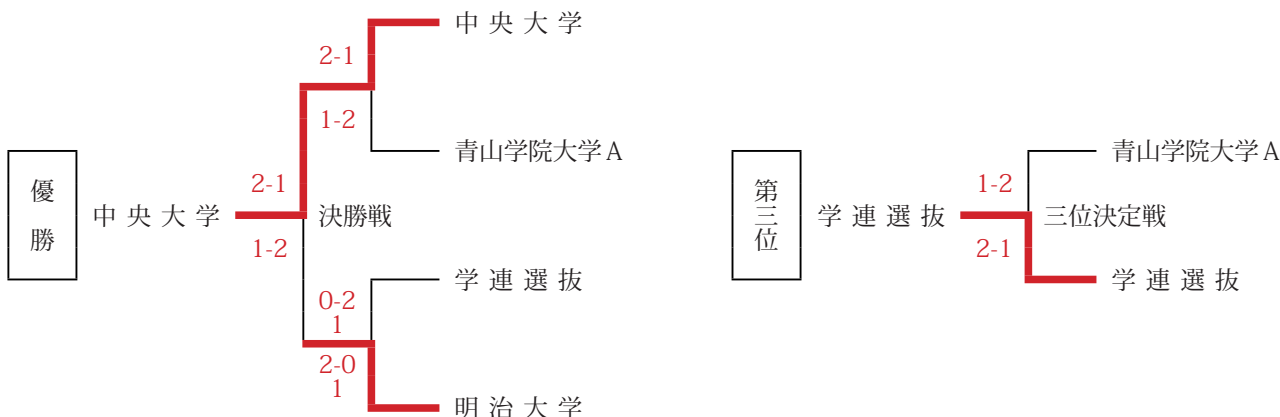 中央大学
2-1
1-2
青山学院大学A
優勝
中央大学
2-1
決勝戦
1-2
学連選抜
0-2
1
2-0
1
明治大学
青山学院大学A
1-2
第三位
学連選抜
三位決定戦
2-1
学連選抜